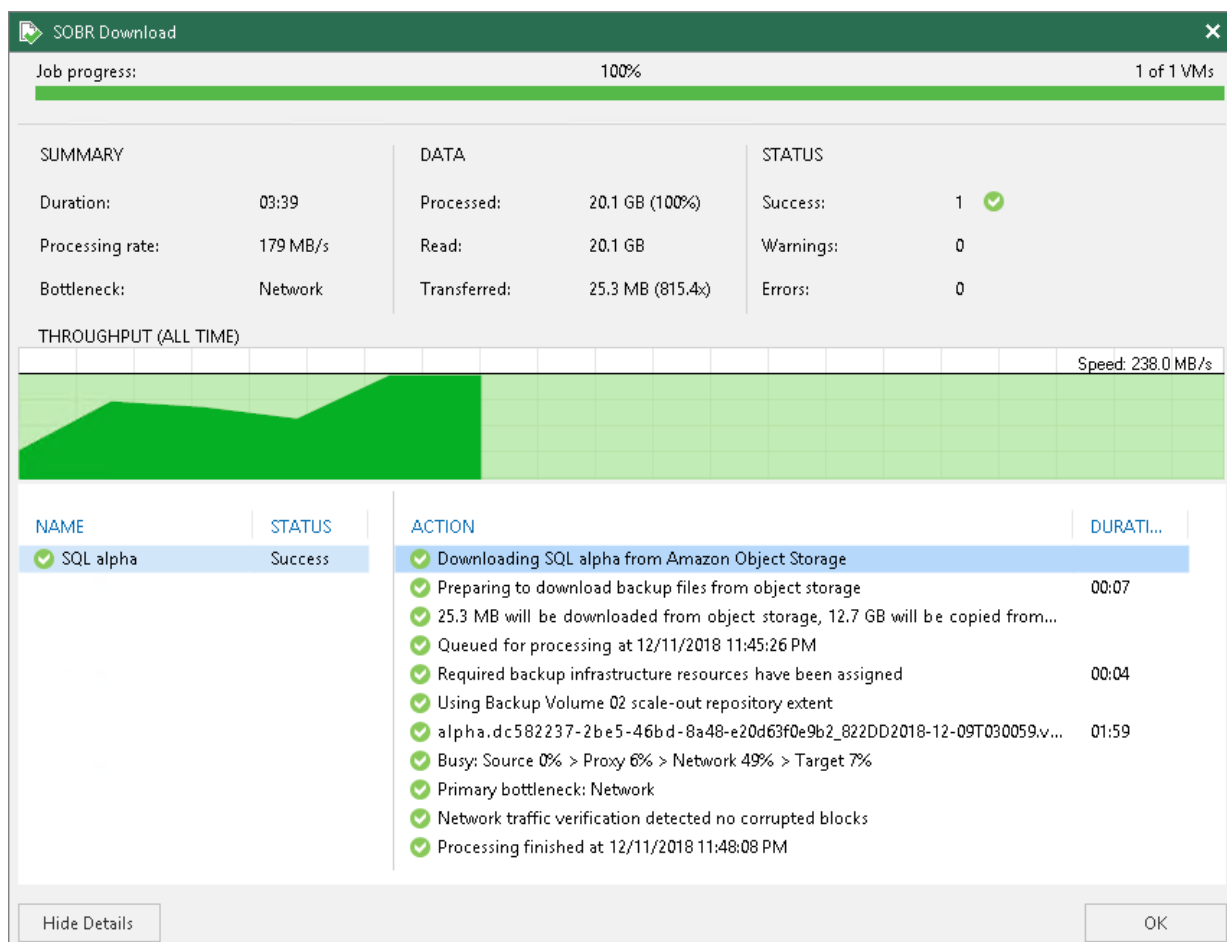 SOBR Download
Job progress: 100% 1 of 1 VMs
SUMMARY DATA STATUS
Duration: 03:39 Processed: 20.1 GB (100%) Success: 1
Processing rate: 179 MB/s Read: 20.1 GB Warnings: 0
Bottleneck: Network Transferred: 25.3 MB (815.4x) Errors: 0
THROUGHPUT (ALL TIME)
Speed: 238.0 MB/s
NAME STATUS ACTION DURATI...
SQL alpha Success Downloading SQL alpha from Amazon Object Storage
Preparing to download backup files from object storage 00:07
25.3 MB will be downloaded from object storage, 12.7 GB will be copied from...
Queued for processing at 12/11/2018 11:45:26 PM
Required backup infrastructure resources have been assigned 00:04
Using Backup Volume 02 scale-out repository extent
alpha.dc582237-2be5-46bd-8a48-e20d63f0e9b2_822DD2018-12-09T030059.v... 01:59
Busy: Source 0% > Proxy 6% > Network 49% > Target 7%
Primary bottleneck: Network
Network traffic verification detected no corrupted blocks
Processing finished at 12/11/2018 11:48:08 PM
Hide Details OK